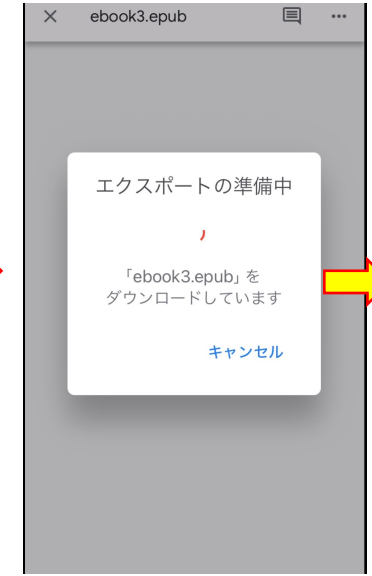 ebook3.epub
エクスポートの準備中
「ebook3.epub」を
ダウンロードしています
キャンセル